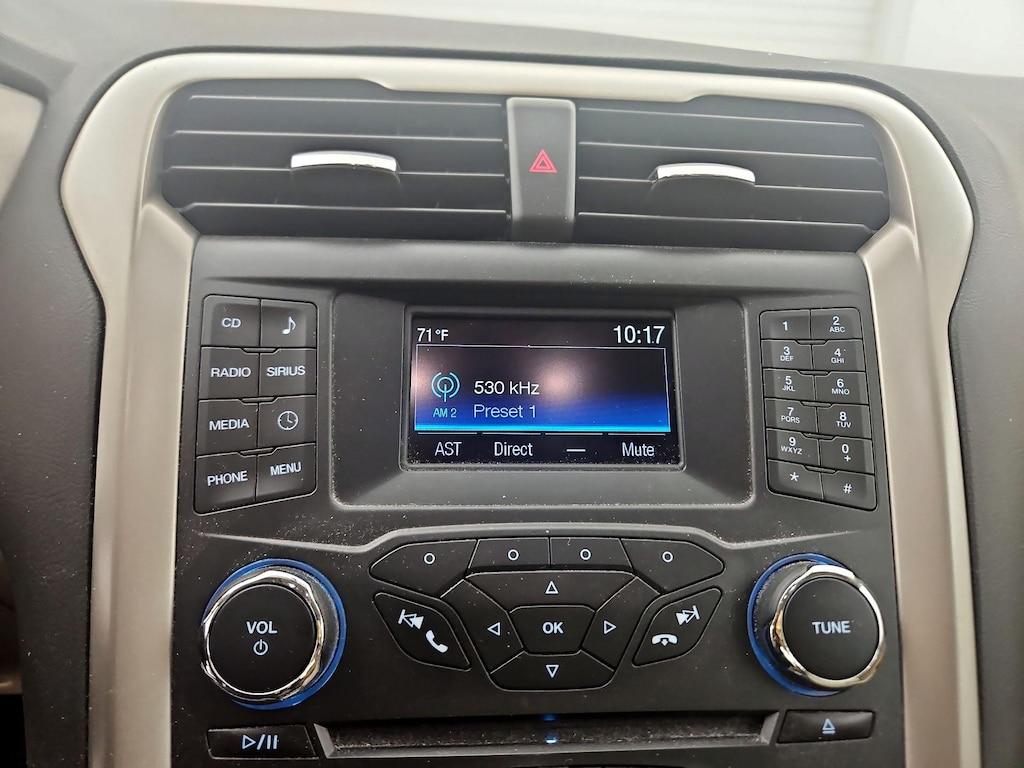 71°F 10:17
530 kHz
AM 2 Preset 1
AST Direct — Mute
CD
RADIO SIRIUS
MEDIA
PHONE MENU
1 2 ABC
3 DEF 4 GHI
5 JKL 6 MNO
7 PQRS 8 TUV
9 WXYZ 0 +
* #
VOL
OK
TUNE